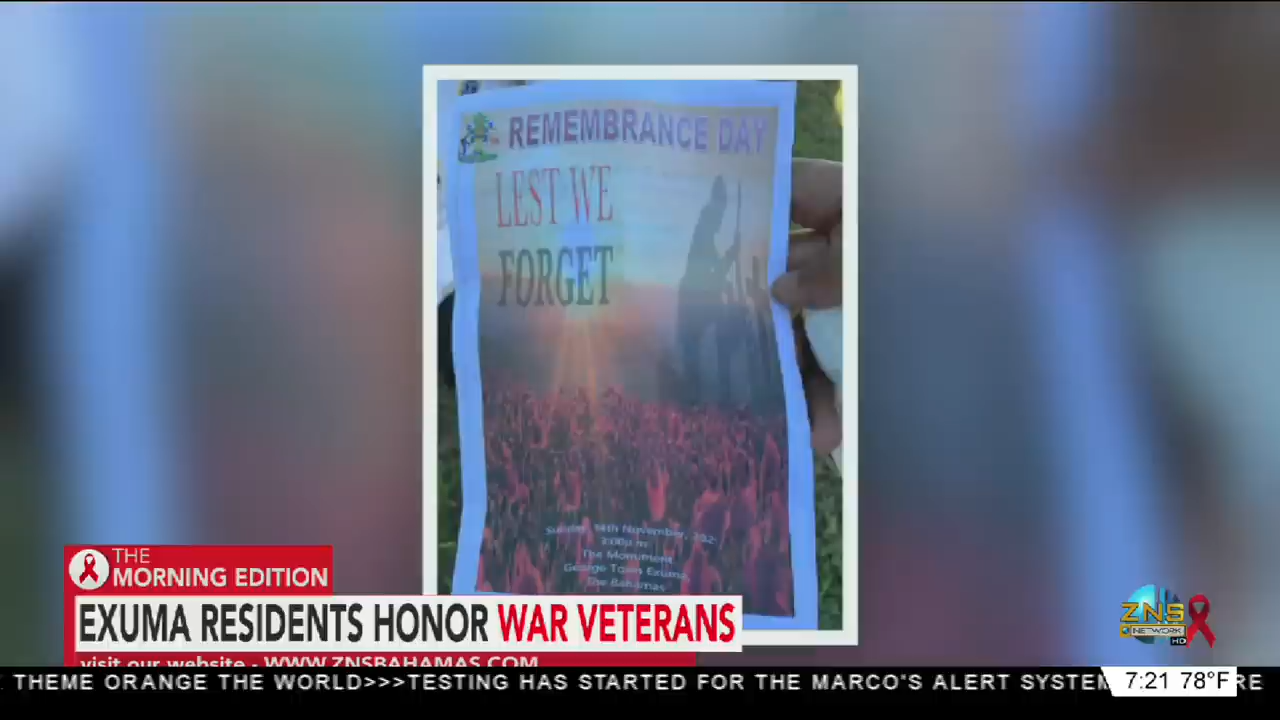 REMEMBRANCE DAY
LEST WE
FORGET
November,
The Monument
George Town Exuma,
The Bahamas
THE
MORNING EDITION
EXUMA RESIDENTS HONOR WAR VETERANS
visit our website - WWW.ZNSBAHAMAS.COM
ZNS
NETWORK
HD
THEME ORANGE THE WORLD>>>TESTING HAS STARTED FOR THE MARCO'S ALERT SYSTEM
7:21 78°F
RE